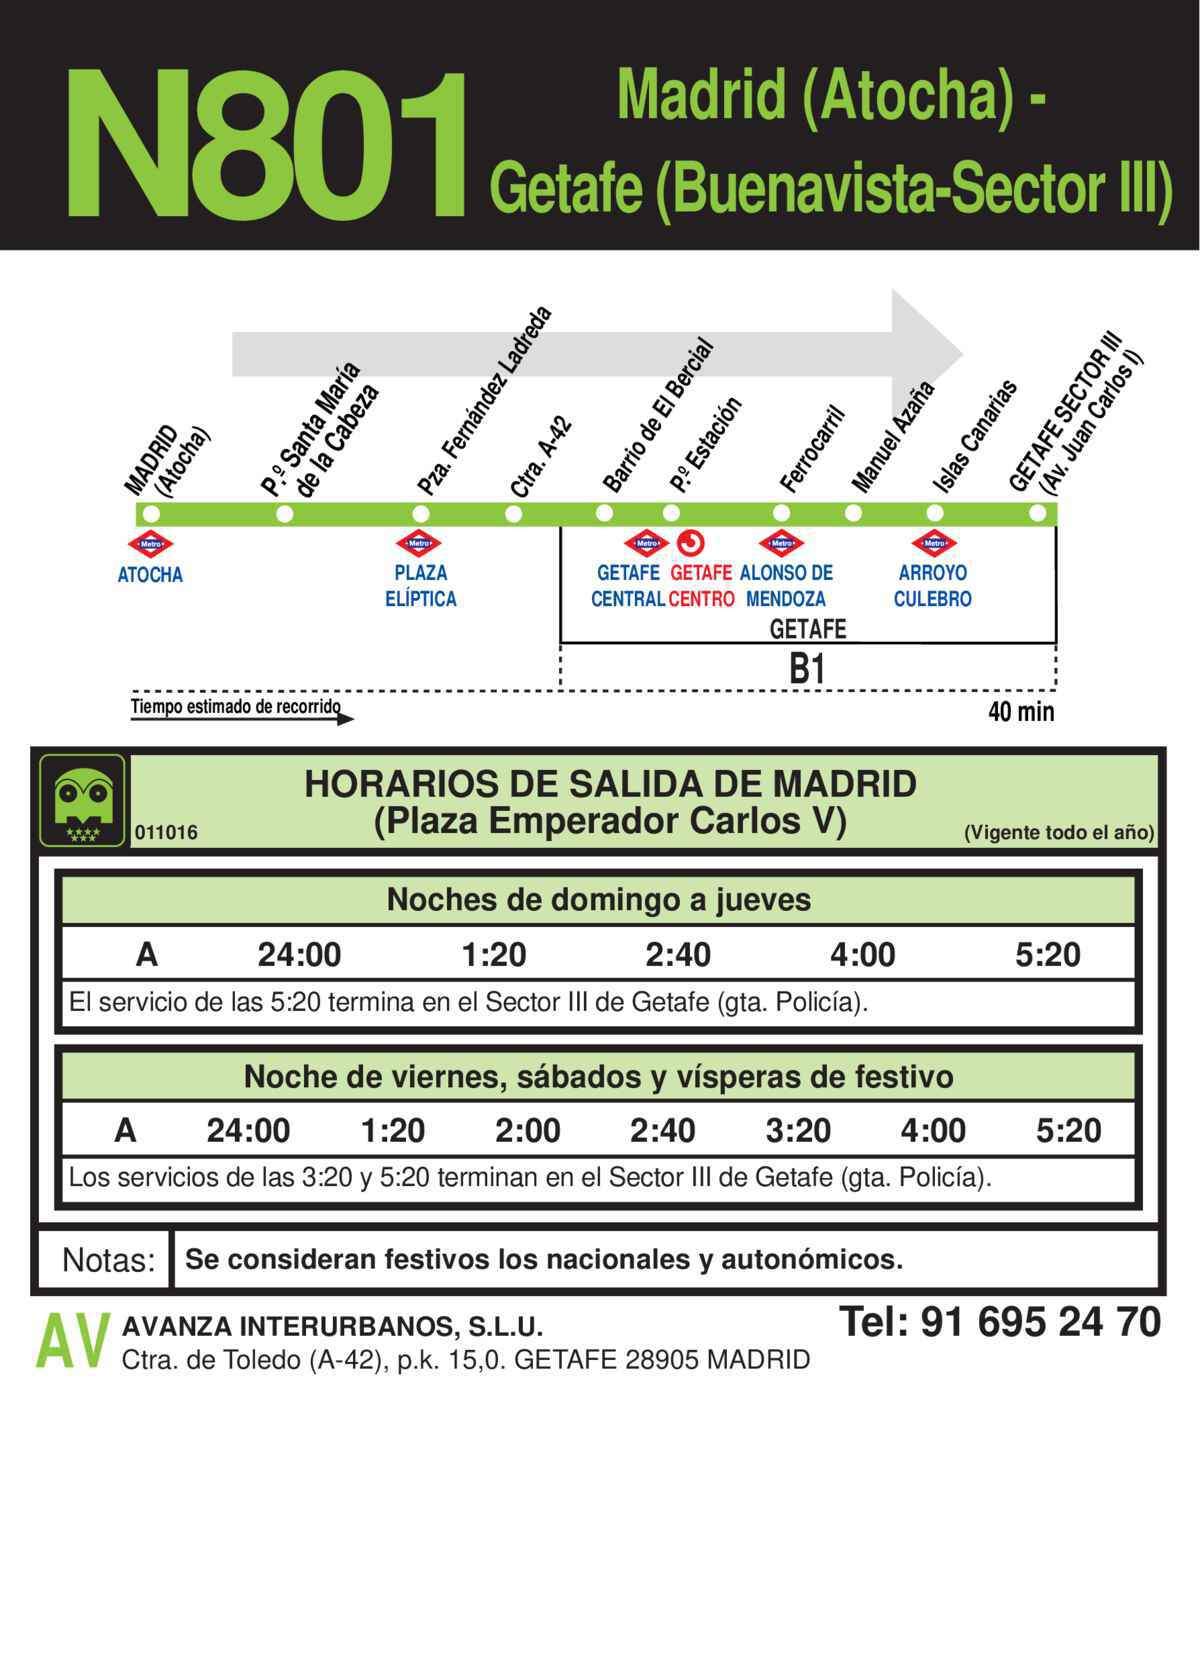 N801
Madrid (Atocha) -
Getafe (Buenavista-Sector III)
MADRID
(Atocha)
P.º Santa María
de la Cabeza
Pza. Fernández Ladreda
Ctra. A-42
Barrio de El Bercial
P.º Estación
Ferrocarril
Manuel Azaña
Islas Canarias
GETAFE SECTOR III
(Av. Juan Carlos I)
Metro
Metro
Metro
Metro
Metro
ATOCHA
PLAZA
ELÍPTICA
GETAFE
CENTRAL
GETAFE
CENTRO
ALONSO DE
MENDOZA
ARROYO
CULEBRO
GETAFE
B1
Tiempo estimado de recorrido
40 min
HORARIOS DE SALIDA DE MADRID
(Plaza Emperador Carlos V)
011016
(Vigente todo el año)
Noches de domingo a jueves
A 24:00 1:20 2:40 4:00 5:20
El servicio de las 5:20 termina en el Sector III de Getafe (gta. Policía).
Noche de viernes, sábados y vísperas de festivo
A 24:00 1:20 2:00 2:40 3:20 4:00 5:20
Los servicios de las 3:20 y 5:20 terminan en el Sector III de Getafe (gta. Policía).
Notas: Se consideran festivos los nacionales y autonómicos.
AV
AVANZA INTERURBANOS, S.L.U.
Ctra. de Toledo (A-42), p.k. 15,0. GETAFE 28905 MADRID
Tel: 91 695 24 70